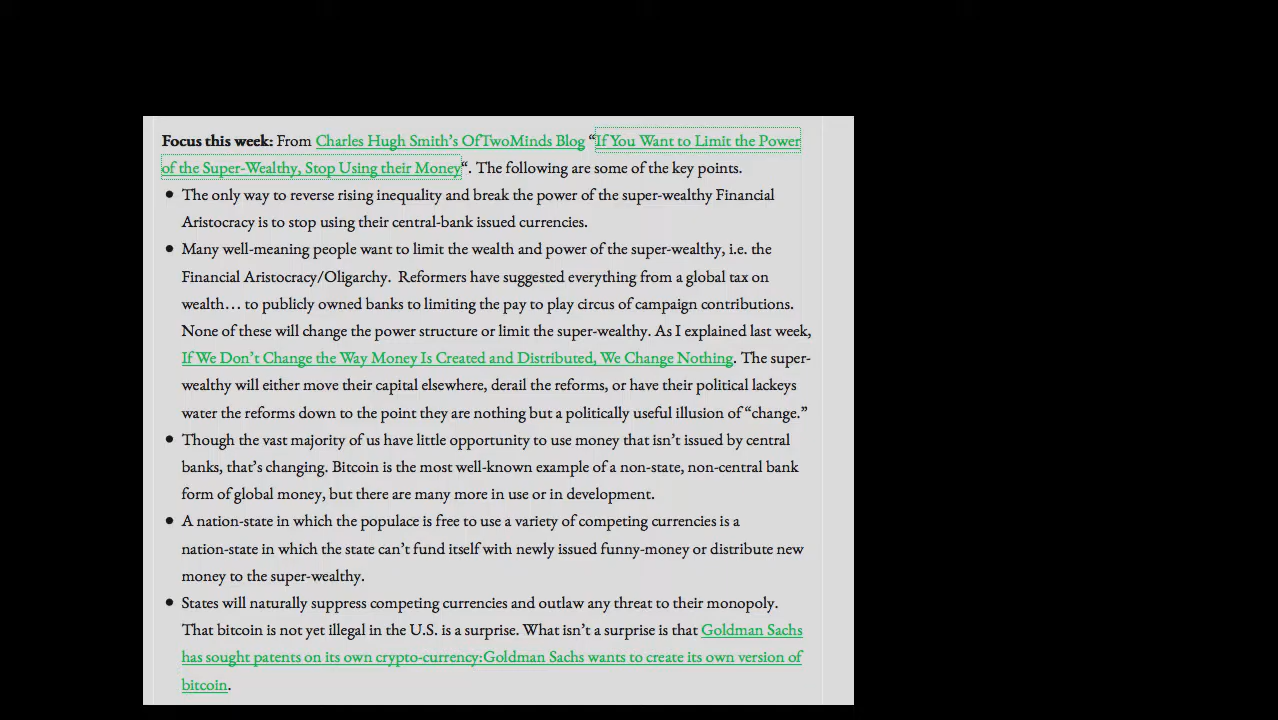 Focus this week: From Charles Hugh Smith’s OfTwoMinds Blog “If You Want to Limit the Power
of the Super-Wealthy, Stop Using their Money“. The following are some of the key points.
• The only way to reverse rising inequality and break the power of the super-wealthy Financial
Aristocracy is to stop using their central-bank issued currencies.
• Many well-meaning people want to limit the wealth and power of the super-wealthy, i.e. the
Financial Aristocracy/Oligarchy.  Reformers have suggested everything from a global tax on
wealth… to publicly owned banks to limiting the pay to play circus of campaign contributions.
None of these will change the power structure or limit the super-wealthy. As I explained last week,
If We Don’t Change the Way Money Is Created and Distributed, We Change Nothing. The super-
wealthy will either move their capital elsewhere, derail the reforms, or have their political lackeys
water the reforms down to the point they are nothing but a politically useful illusion of “change.”
• Though the vast majority of us have little opportunity to use money that isn’t issued by central
banks, that’s changing. Bitcoin is the most well-known example of a non-state, non-central bank
form of global money, but there are many more in use or in development.
• A nation-state in which the populace is free to use a variety of competing currencies is a
nation-state in which the state can’t fund itself with newly issued funny-money or distribute new
money to the super-wealthy.
• States will naturally suppress competing currencies and outlaw any threat to their monopoly.
That bitcoin is not yet illegal in the U.S. is a surprise. What isn’t a surprise is that Goldman Sachs
has sought patents on its own crypto-currency:Goldman Sachs wants to create its own version of
bitcoin.